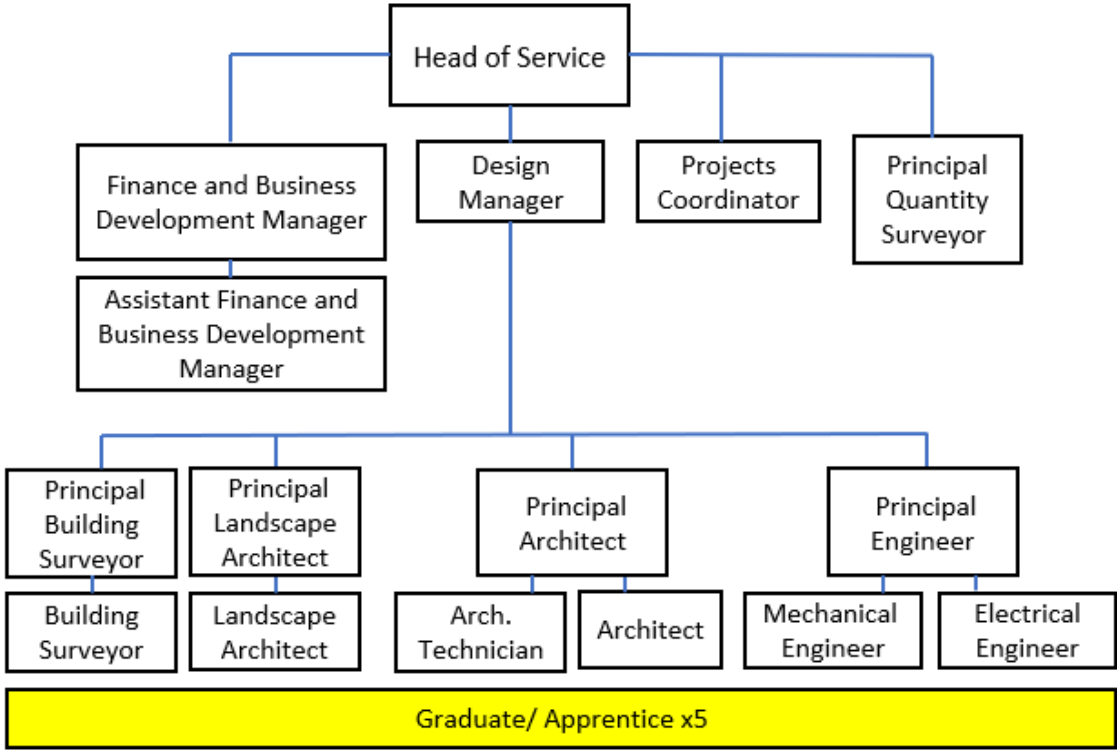 Head of Service
Finance and Business
Development Manager
Design
Manager
Projects
Coordinator
Principal
Quantity
Surveyor
Assistant Finance and
Business Development
Manager
Principal
Building
Surveyor
Principal
Landscape
Architect
Principal
Architect
Principal
Engineer
Building
Surveyor
Landscape
Architect
Arch.
Technician
Architect
Mechanical
Engineer
Electrical
Engineer
Graduate/ Apprentice x5